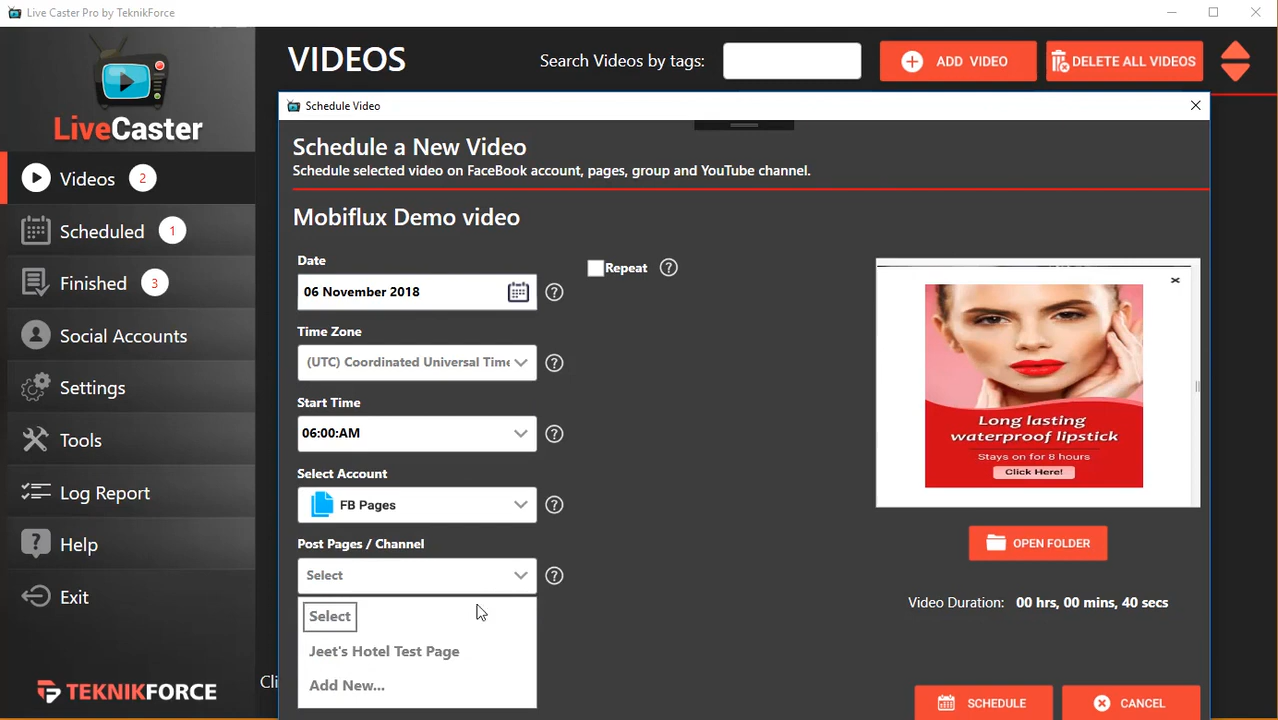 Live Caster Pro by TeknikForce
LiveCaster
Videos 2
Scheduled 1
Finished 3
Social Accounts
Settings
Tools
Log Report
Help
Exit
TEKNIKFORCE
VIDEOS
Search Videos by tags:
ADD VIDEO
DELETE ALL VIDEOS
Cli
Schedule Video
Schedule a New Video
Schedule selected video on FaceBook account, pages, group and YouTube channel.
Mobiflux Demo video
Date
06 November 2018
Repeat
Time Zone
(UTC) Coordinated Universal Time
Start Time
06:00:AM
Select Account
FB Pages
Post Pages / Channel
Select
Select
Jeet's Hotel Test Page
Add New...
Long lasting
waterproof lipstick
Stays on for 8 hours
Click Here!
OPEN FOLDER
Video Duration: 00 hrs, 00 mins, 40 secs
SCHEDULE
CANCEL